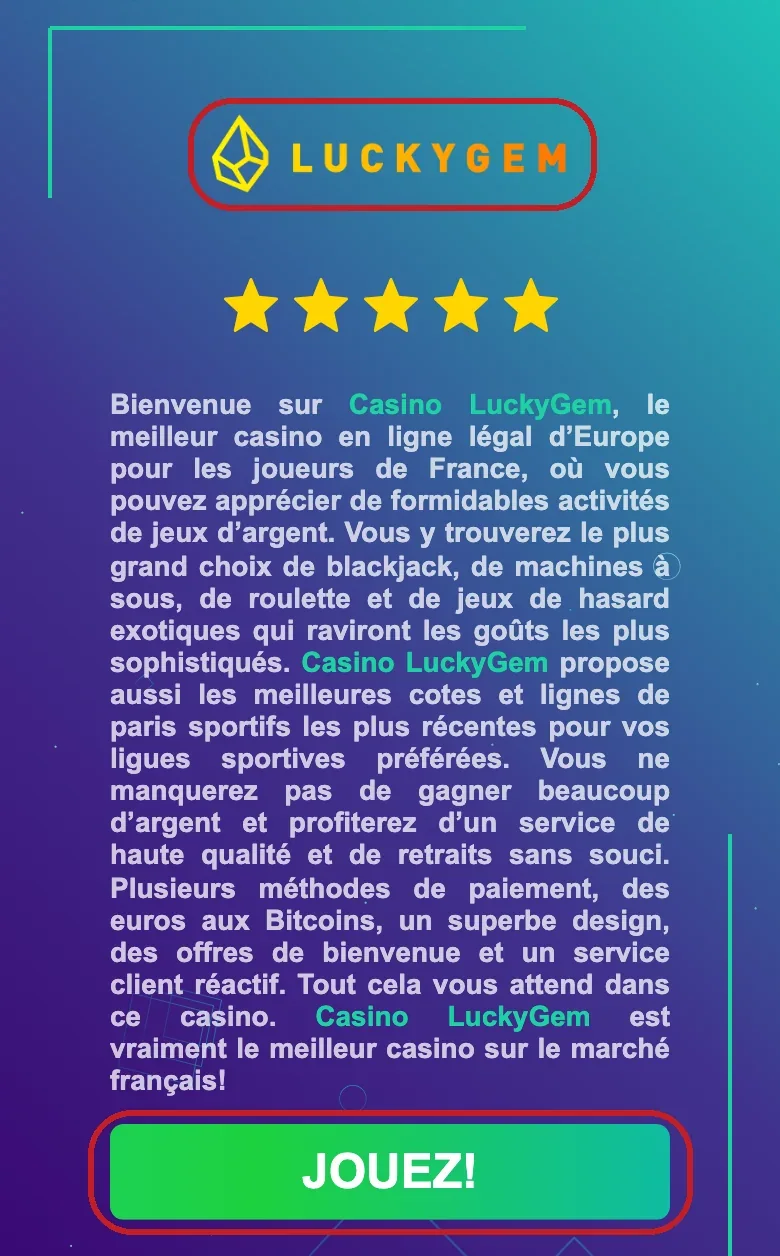 LUCKYGEM
Bienvenue sur Casino LuckyGem, le
meilleur casino en ligne légal d’Europe
pour les joueurs de France, où vous
pouvez apprécier de formidables activités
de jeux d’argent. Vous y trouverez le plus
grand choix de blackjack, de machines à
sous, de roulette et de jeux de hasard
exotiques qui raviront les goûts les plus
sophistiqués. Casino LuckyGem propose
aussi les meilleures cotes et lignes de
paris sportifs les plus récentes pour vos
ligues sportives préférées. Vous ne
manquerez pas de gagner beaucoup
d’argent et profiterez d’un service de
haute qualité et de retraits sans souci.
Plusieurs méthodes de paiement, des
euros aux Bitcoins, un superbe design,
des offres de bienvenue et un service
client réactif. Tout cela vous attend dans
ce casino. Casino LuckyGem est
vraiment le meilleur casino sur le marché
français!
JOUEZ!